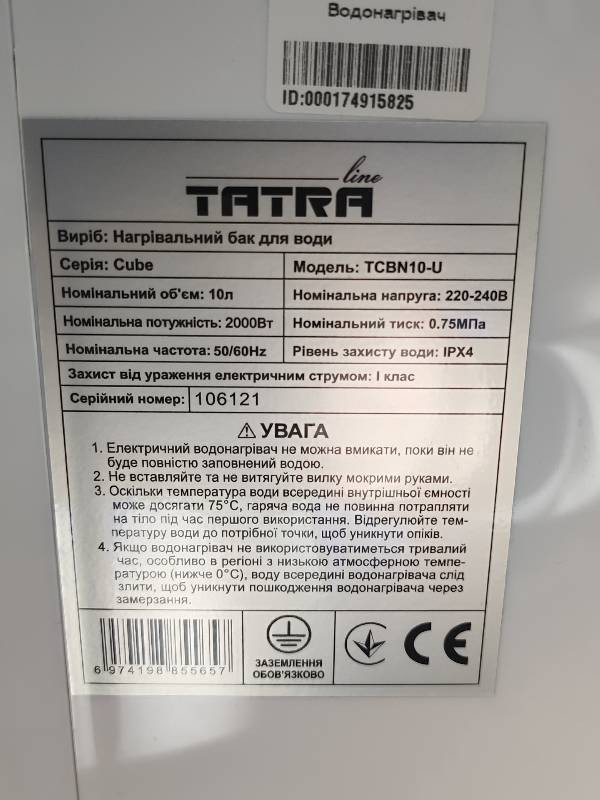 Водонагрівач
ID:000174915825
line
TATRA
Виріб: Нагрівальний бак для води
Серія: Cube
Модель: TCBN10-U
Номінальний об'єм: 10л
Номінальна напруга: 220-240В
Номінальна потужність: 2000Вт
Номінальний тиск: 0.75МПа
Номінальна частота: 50/60Hz
Рівень захисту води: IPX4
Захист від ураження електричним струмом: I клас
Серійний номер: 106121
⚠ УВАГА
1. Електричний водонагрівач не можна вмикати, поки він не
буде повністю заповнений водою.
2. Не вставляйте та не витягуйте вилку мокрими руками.
3. Оскільки температура води всередині внутрішньої ємності
може досягати 75°C, гаряча вода не повинна потрапляти
на тіло під час першого використання. Відрегулюйте тем-
пературу води до потрібної точки, щоб уникнути опіків.
4. Якщо водонагрівач не використовуватиметься тривалий
час, особливо в регіоні з низькою атмосферною темпе-
ратурою (нижче 0°C), воду всередині водонагрівача слід
злити, щоб уникнути пошкодження водонагрівача через
замерзання.
6 974198 855657
ЗАЗЕМЛЕННЯ
ОБОВ'ЯЗКОВО
CE